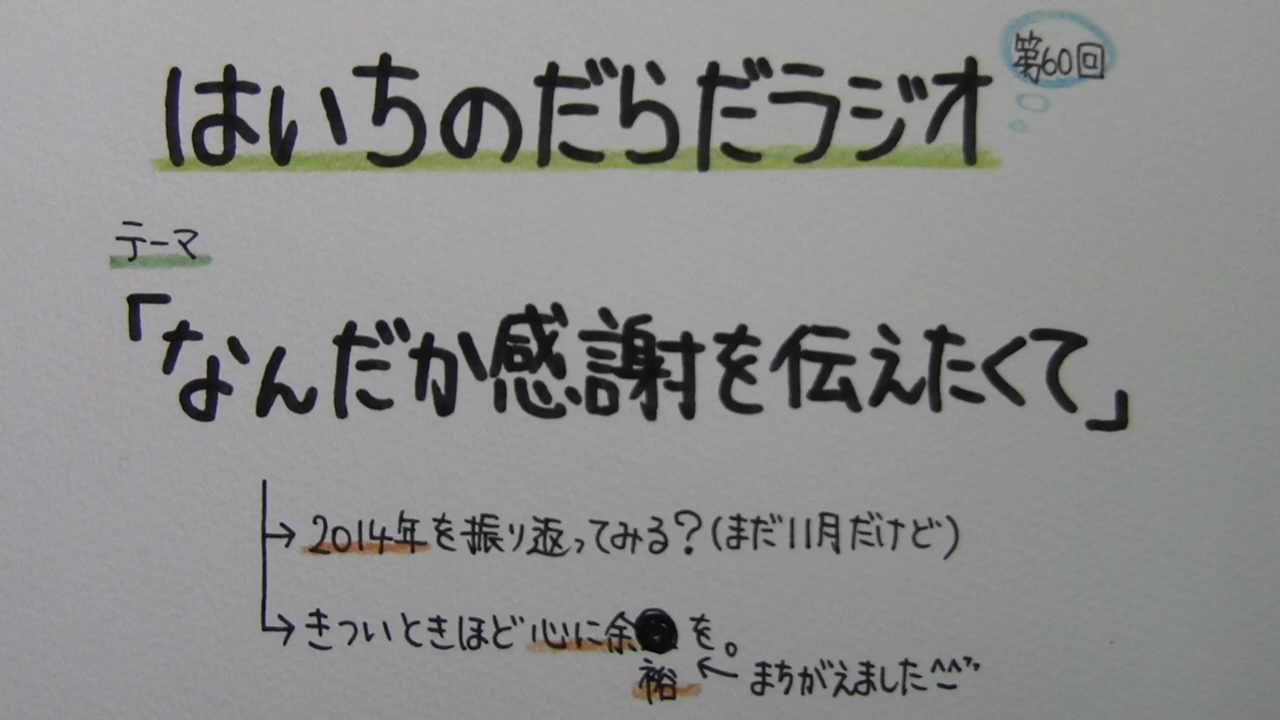 はいちのだらだラジオ
第60回
テーマ
「なんだか感謝を伝えたくて」
→2014年を振り返ってみる?(まだ11月だけど)
→きついときほど心に余●を。
裕 ← まちがえました^^;